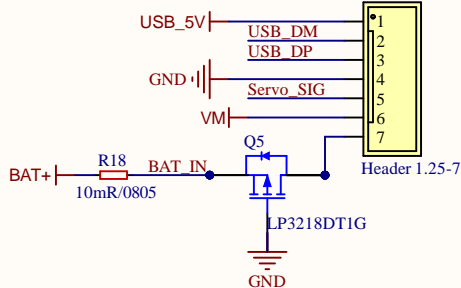 USB_5V
1
USB_DM
2
USB_DP
3
GND
4
Servo_SIG
5
VM
6
7
Q5
Header 1.25-7
R18
BAT_IN
BAT+
10mR/0805
LP3218DT1G
GND